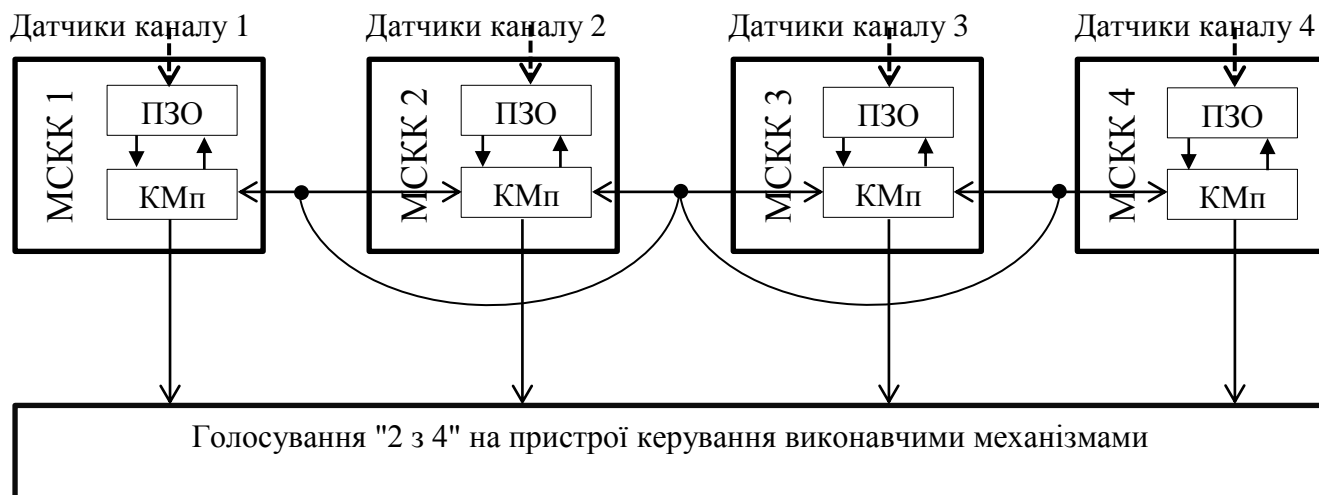 Датчики каналу 1
Датчики каналу 2
Датчики каналу 3
Датчики каналу 4
МСКК 1
ПЗО
КМп
МСКК 2
ПЗО
КМп
МСКК 3
ПЗО
КМп
МСКК 4
ПЗО
КМп
Голосування "2 з 4" на пристрої керування виконавчими механізмами